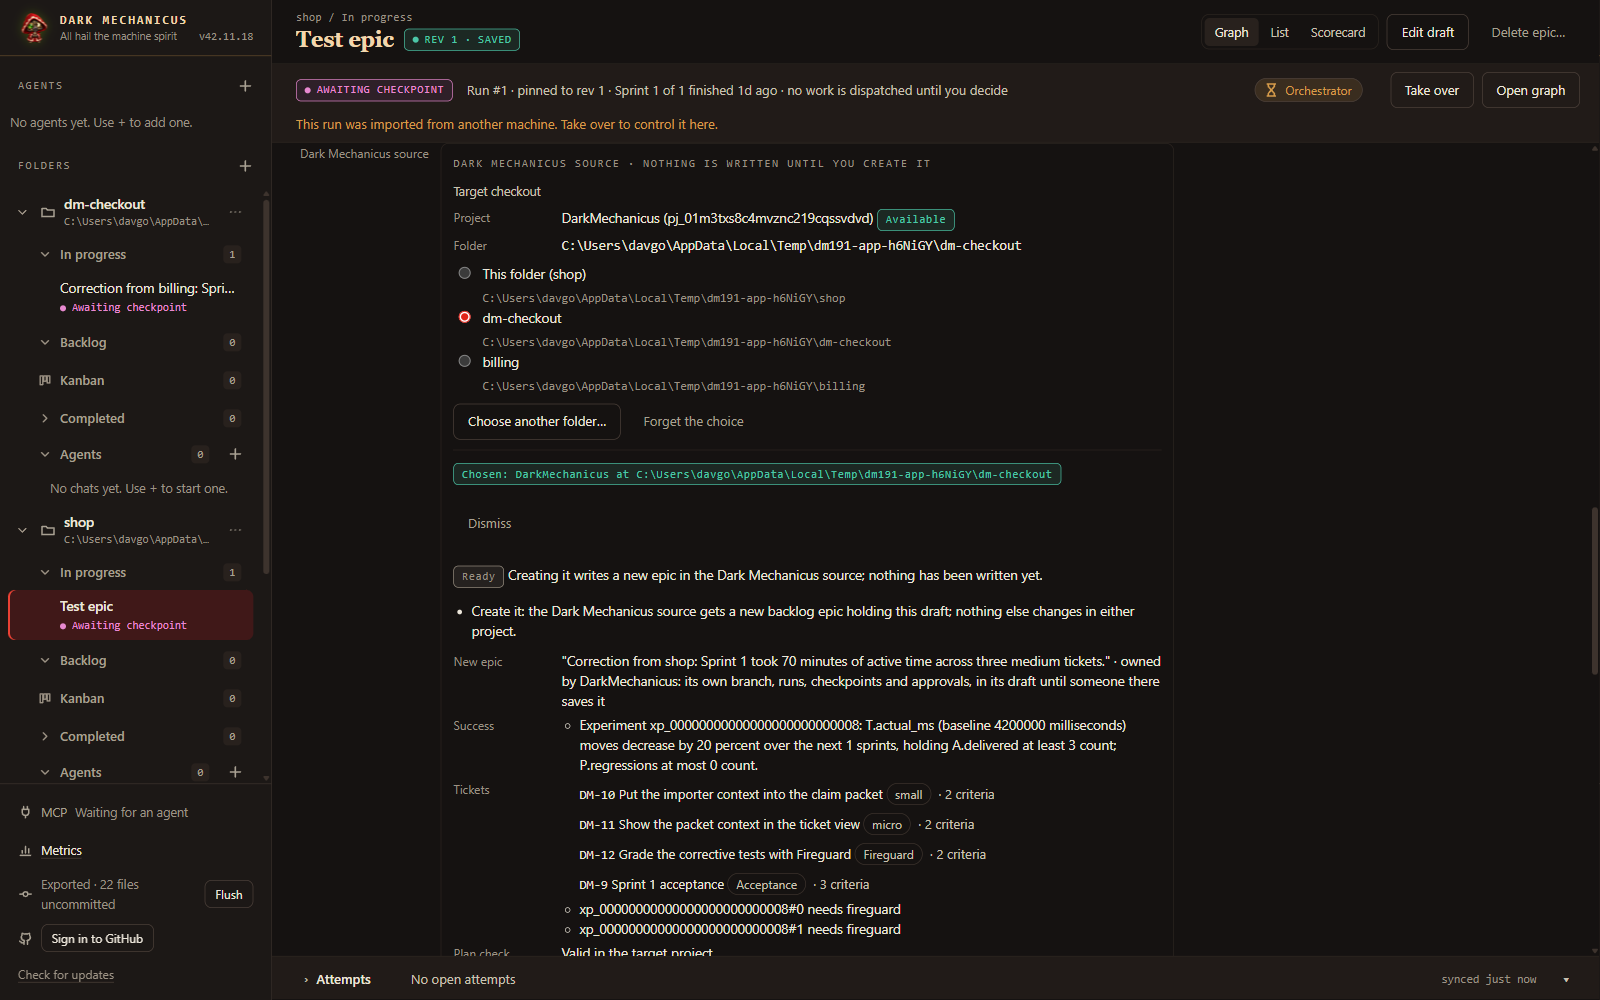 DARK MECHANICUS
All hail the machine spirit v42.11.18
AGENTS
No agents yet. Use + to add one.
FOLDERS
dm-checkout
C:\Users\davgo\AppData\…
In progress 1
Correction from billing: Spri...
Awaiting checkpoint
Backlog 0
Kanban 0
Completed 0
Agents 0
No chats yet. Use + to start one.
shop
C:\Users\davgo\AppData\…
In progress 1
Test epic
Awaiting checkpoint
Backlog 0
Kanban 0
Completed 0
Agents 0
MCP Waiting for an agent
Metrics
Exported · 22 files
uncommitted
Flush
Sign in to GitHub
Check for updates
shop / In progress
Test epic REV 1 · SAVED
Graph List Scorecard Edit draft Delete epic...
AWAITING CHECKPOINT Run #1 · pinned to rev 1 · Sprint 1 of 1 finished 1d ago · no work is dispatched until you decide
Orchestrator Take over Open graph
This run was imported from another machine. Take over to control it here.
Dark Mechanicus source
DARK MECHANICUS SOURCE · NOTHING IS WRITTEN UNTIL YOU CREATE IT
Target checkout
Project DarkMechanicus (pj_01m3txs8c4mvznc219cqssvdvd) Available
Folder C:\Users\davgo\AppData\Local\Temp\dm191-app-h6NiGY\dm-checkout
This folder (shop)
C:\Users\davgo\AppData\Local\Temp\dm191-app-h6NiGY\shop
dm-checkout
C:\Users\davgo\AppData\Local\Temp\dm191-app-h6NiGY\dm-checkout
billing
C:\Users\davgo\AppData\Local\Temp\dm191-app-h6NiGY\billing
Choose another folder... Forget the choice
Chosen: DarkMechanicus at C:\Users\davgo\AppData\Local\Temp\dm191-app-h6NiGY\dm-checkout
Dismiss
Ready Creating it writes a new epic in the Dark Mechanicus source; nothing has been written yet.
Create it: the Dark Mechanicus source gets a new backlog epic holding this draft; nothing else changes in either
project.
New epic "Correction from shop: Sprint 1 took 70 minutes of active time across three medium tickets." · owned
by DarkMechanicus: its own branch, runs, checkpoints and approvals, in its draft until someone there
saves it
Success Experiment xp_00000000000000000000000008: T.actual_ms (baseline 4200000 milliseconds)
moves decrease by 20 percent over the next 1 sprints, holding A.delivered at least 3 count;
P.regressions at most 0 count.
Tickets DM-10 Put the importer context into the claim packet small · 2 criteria
DM-11 Show the packet context in the ticket view micro · 2 criteria
DM-12 Grade the corrective tests with Fireguard Fireguard · 2 criteria
DM-9 Sprint 1 acceptance Acceptance · 3 criteria
xp_00000000000000000000000008#0 needs fireguard
xp_00000000000000000000000008#1 needs fireguard
Plan check Valid in the target project
Attempts No open attempts
synced just now